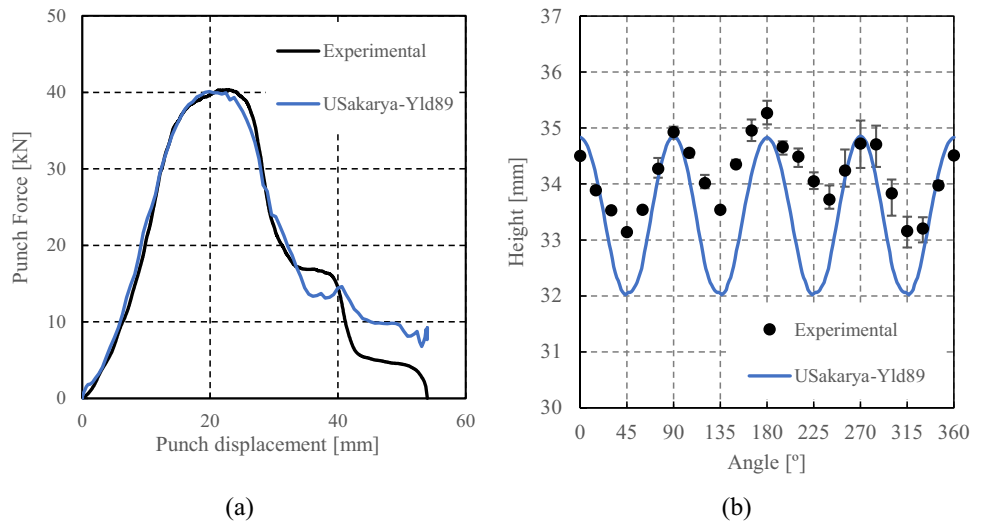 50
40
30
20
10
0
0 20 40 60
Punch Force [kN]
Punch displacement [mm]
Experimental
USakarya-Yld89
(a)
37
36
35
34
33
32
31
30
0 45 90 135 180 225 270 315 360
Height [mm]
Angle [º]
Experimental
USakarya-Yld89
(b)